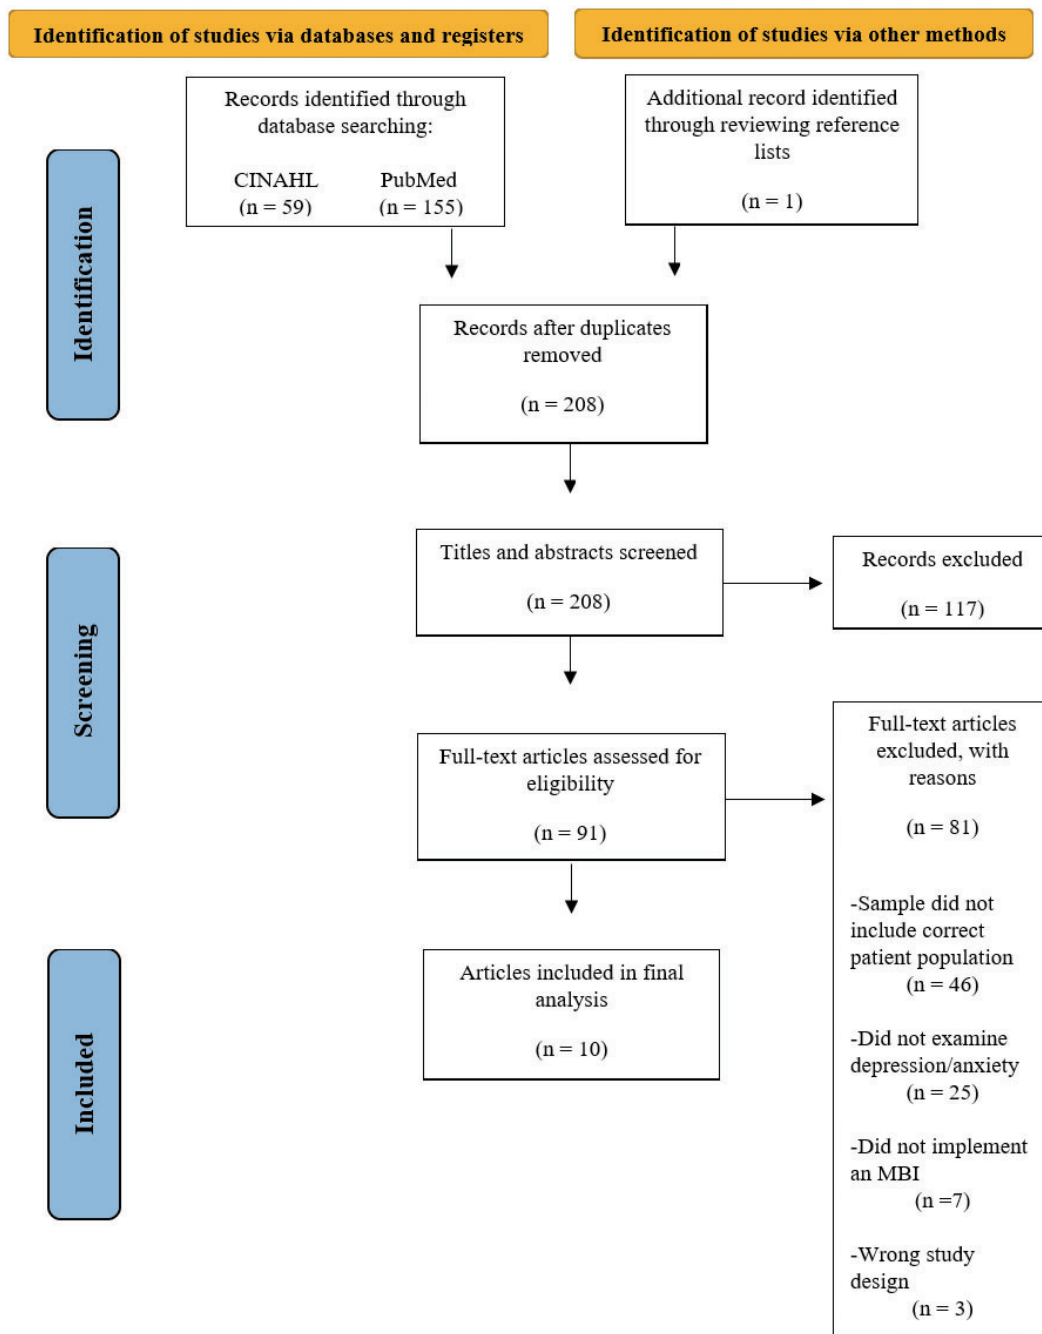 Identification of studies via databases and registers
Identification of studies via other methods
Identification
Records identified through
database searching:
CINAHL
(n = 59)
PubMed
(n = 155)
Additional record identified
through reviewing reference
lists
(n = 1)
Records after duplicates
removed
(n = 208)
Screening
Titles and abstracts screened
(n = 208)
Records excluded
(n = 117)
Full-text articles assessed for
eligibility
(n = 91)
Full-text articles
excluded, with
reasons
(n = 81)
-Sample did not
include correct
patient population
(n = 46)
-Did not examine
depression/anxiety
(n = 25)
-Did not implement
an MBI
(n =7)
-Wrong study
design
(n = 3)
Included
Articles included in final
analysis
(n = 10)